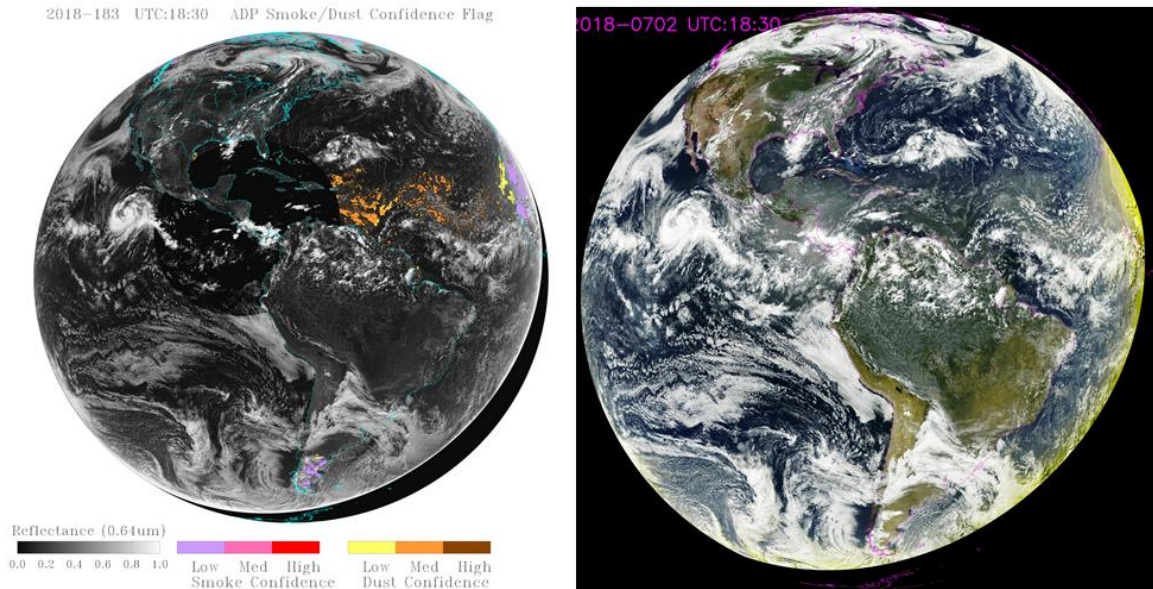 2018-183 UTC:18:30 ADP Smoke/Dust Confidence Flag
2018-0702 UTC:18:30
Reflectance (0.64um)
0.0 0.2 0.4 0.6 0.8 1.0
Low Med High
Smoke Confidence
Low Med High
Dust Confidence